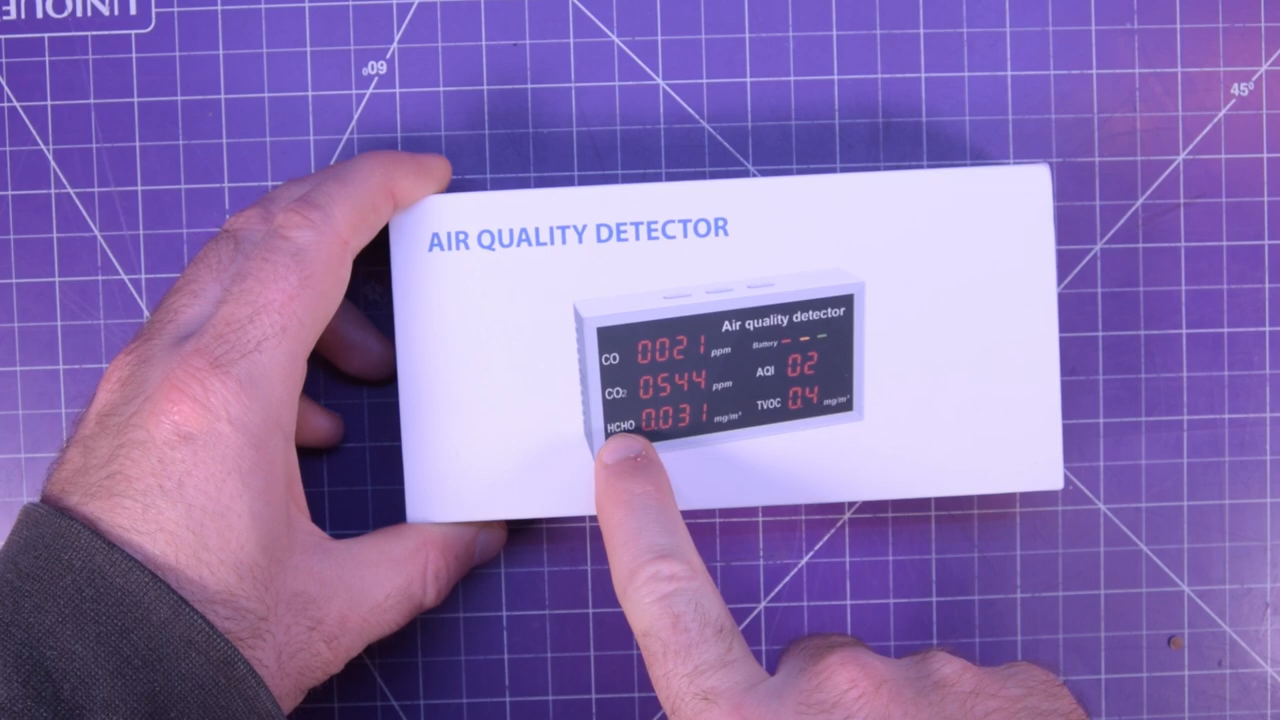 UNIQUE
60°
45°
AIR QUALITY DETECTOR
Air quality detector
CO 0021 ppm
Battery
CO₂ 0544 ppm
AQI 02
HCHO 0.031 mg/m³
TVOC 0.4 mg/m³